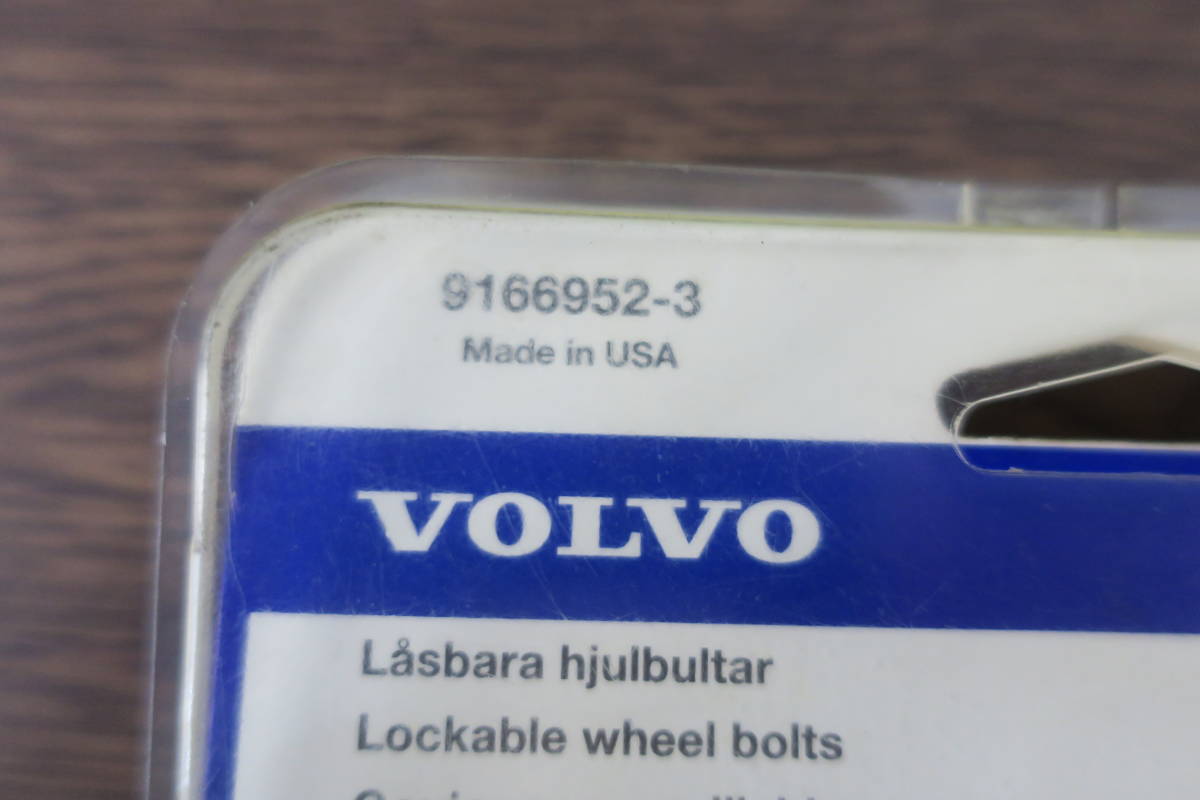 9166952-3
Made in USA
VOLVO
Låsbara hjulbultar
Lockable wheel bolts